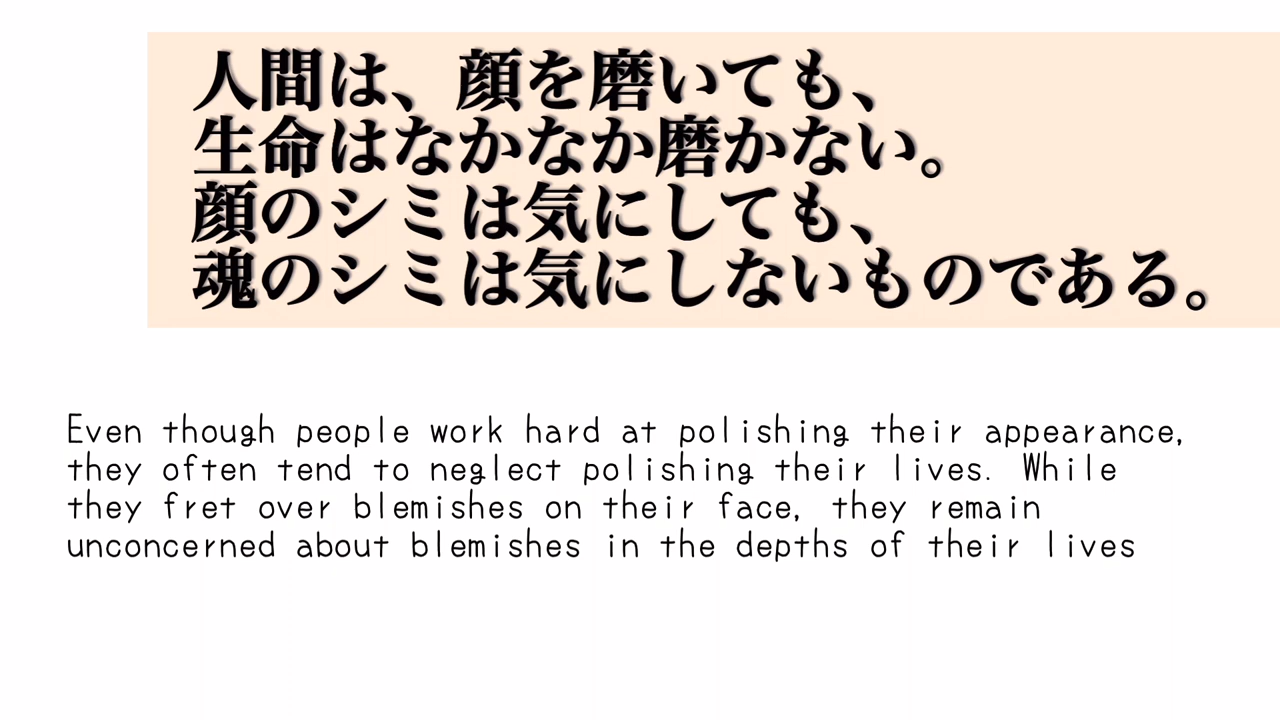 人間は、顔を磨いても、
生命はなかなか磨かない。
顔のシミは気にしても、
魂のシミは気にしないものである。
Even though people work hard at polishing their appearance,
they often tend to neglect polishing their lives. While
they fret over blemishes on their face, they remain
unconcerned about blemishes in the depths of their lives